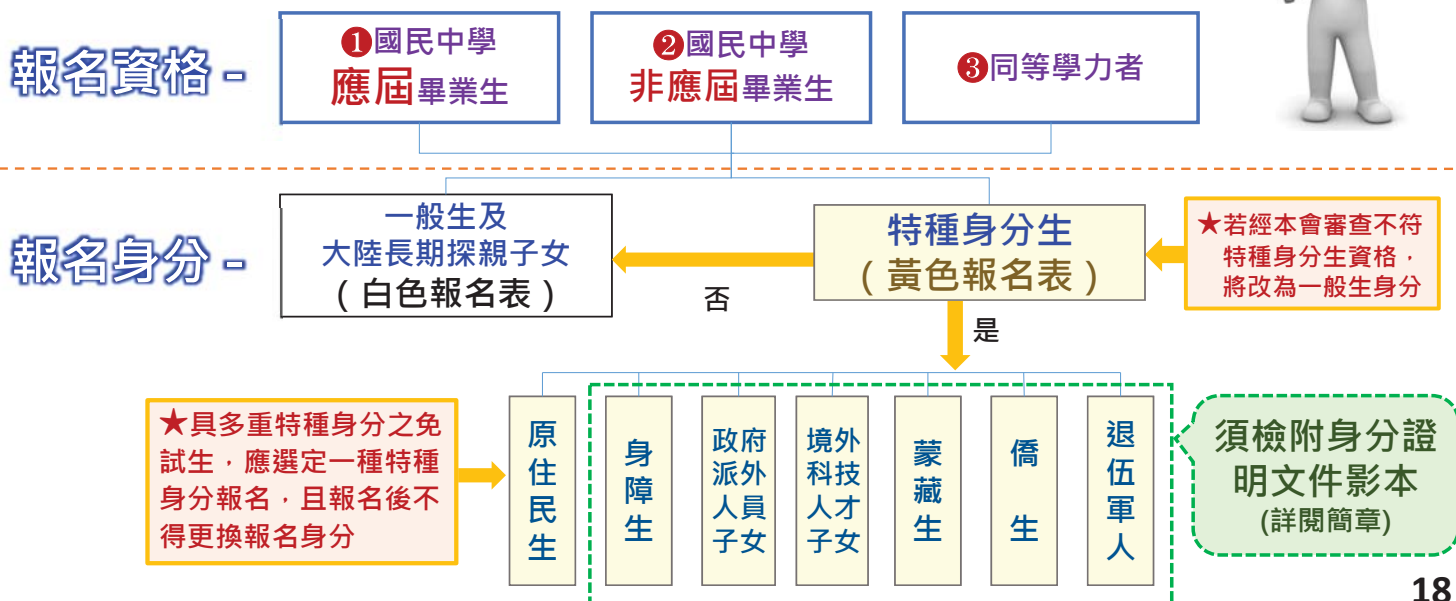 報名資格 -
❶國民中學
應屆畢業生
❷國民中學
非應屆畢業生
❸同等學力者
報名身分 -
一般生及
大陸長期探親子女
（白色報名表）
否
特種身分生
（黃色報名表）
★若經本會審查不符
特種身分生資格，
將改為一般生身分
是
★具多重特種身分之免
試生，應選定一種特種
身分報名，且報名後不
得更換報名身分
原住民生
身障生
政府
派外
人員
子女
境外
科技
人才
子女
蒙藏生
僑生
退伍軍人
須檢附身分證
明文件影本
(詳閱簡章)
18